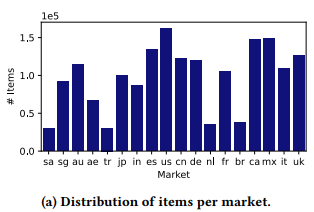 1e5
1.5
1.0
0.5
0.0
# Items
sa sg au ae tr jp in es us cn de nl fr br ca mx it uk
Market
(a) Distribution of items per market.